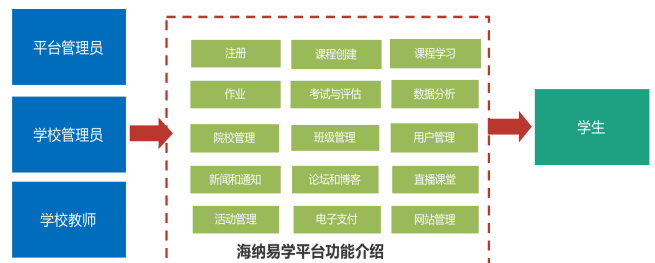 平台管理员
学校管理员
学校教师
注册
课程创建
课程学习
作业
考试与评估
数据分析
院校管理
班级管理
用户管理
新闻和通知
论坛和博客
直播课堂
活动管理
电子支付
网站管理
海纳易学平台功能介绍
学生